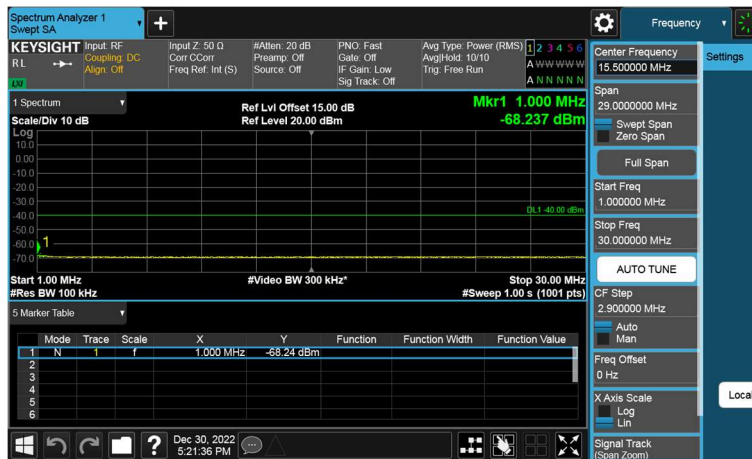 Spectrum Analyzer 1
Swept SA
Frequency
KEYSIGHT
RL
Input: RF
Coupling: DC
Align: Off
Input Z: 50 Ω
Corr CCorr
Freq Ref: Int (S)
#Atten: 20 dB
Preamp: Off
Source: Off
PNO: Fast
Gate: Off
IF Gain: Low
Sig Track: Off
Avg Type: Power (RMS)
Avg|Hold: 10/10
Trig: Free Run
1 2 3 4 5 6
A W W W W W
A N N N N N
LXI
1 Spectrum
Scale/Div 10 dB
Ref Lvl Offset 15.00 dB
Ref Level 20.00 dBm
Mkr1 1.000 MHz
-68.237 dBm
Log
10.0
0.00
-10.0
-20.0
-30.0
-40.0
-50.0
-60.0
-70.0
DL1 -40.00 dBm
1
Start 1.00 MHz
#Res BW 100 kHz
#Video BW 300 kHz*
Stop 30.00 MHz
#Sweep 1.00 s (1001 pts)
5 Marker Table
Mode Trace Scale X Y Function Function Width Function Value
1 N 1 f 1.000 MHz -68.24 dBm
2
3
4
5
6
?
Dec 30, 2022
5:21:36 PM
Center Frequency
15.500000 MHz
Settings
Span
29.0000000 MHz
Swept Span
Zero Span
Full Span
Start Freq
1.000000 MHz
Stop Freq
30.000000 MHz
AUTO TUNE
CF Step
2.900000 MHz
Auto
Man
Freq Offset
0 Hz
X Axis Scale
Log
Lin
Local
Signal Track
(Span Zoom)